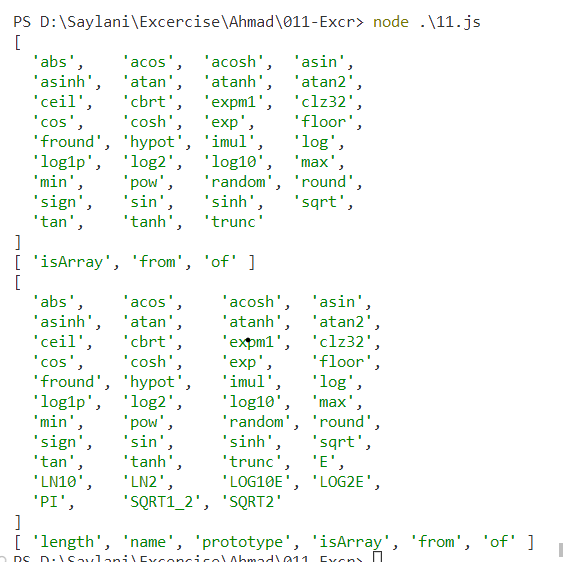 PS D:\Saylani\Excercise\Ahmad\011-Excr> node .\11.js
[
  'abs',    'acos',  'acosh',  'asin',
  'asinh',  'atan',  'atanh',  'atan2',
  'ceil',   'cbrt',  'expm1',  'clz32',
  'cos',    'cosh',  'exp',    'floor',
  'fround', 'hypot', 'imul',   'log',
  'log1p',  'log2',  'log10',  'max',
  'min',    'pow',   'random', 'round',
  'sign',   'sin',   'sinh',   'sqrt',
  'tan',    'tanh',  'trunc'
]
[ 'isArray', 'from', 'of' ]
[
  'abs',    'acos',    'acosh',  'asin',
  'asinh',  'atan',    'atanh',  'atan2',
  'ceil',   'cbrt',    'expm1',  'clz32',
  'cos',    'cosh',    'exp',    'floor',
  'fround', 'hypot',   'imul',   'log',
  'log1p',  'log2',    'log10',  'max',
  'min',    'pow',     'random', 'round',
  'sign',   'sin',     'sinh',   'sqrt',
  'tan',    'tanh',    'trunc',  'E',
  'LN10',   'LN2',     'LOG10E', 'LOG2E',
  'PI',     'SQRT1_2', 'SQRT2'
]
[ 'length', 'name', 'prototype', 'isArray', 'from', 'of' ]
PS D:\Saylani\Excercise\Ahmad\011-Excr>